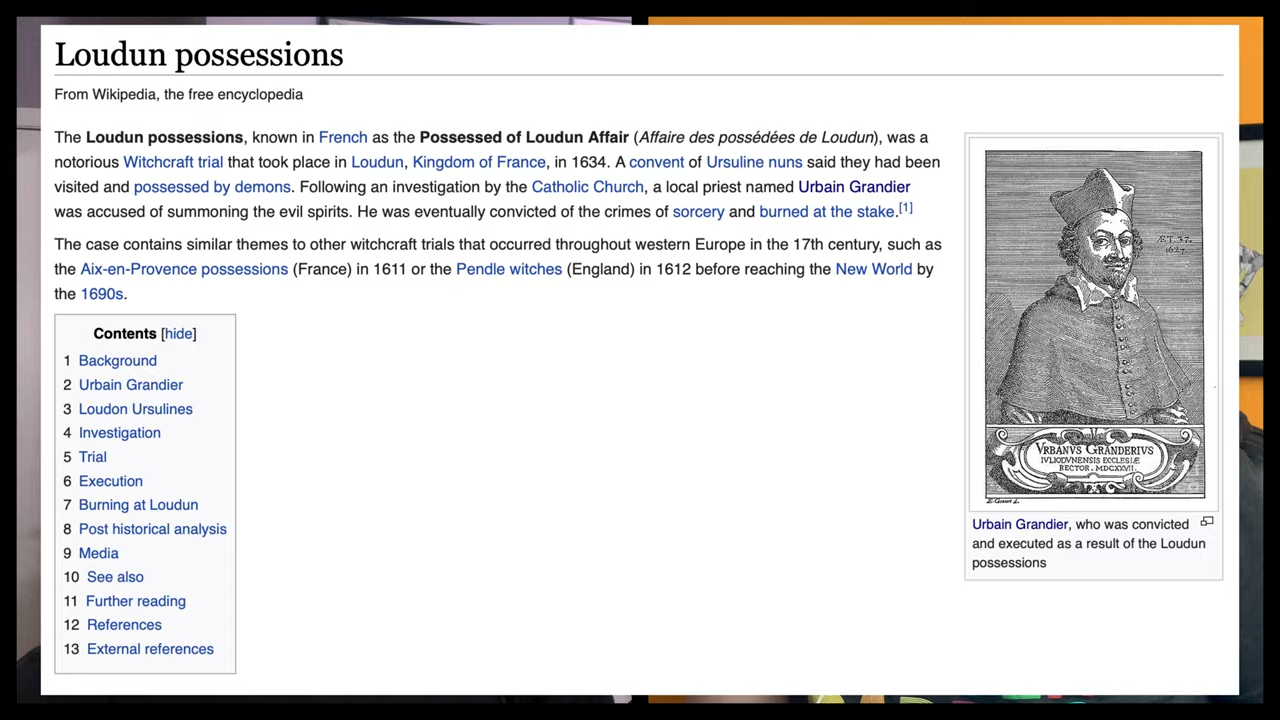 Loudun possessions
From Wikipedia, the free encyclopedia
The Loudun possessions, known in French as the Possessed of Loudun Affair (Affaire des possédées de Loudun), was a
notorious Witchcraft trial that took place in Loudun, Kingdom of France, in 1634. A convent of Ursuline nuns said they had been
visited and possessed by demons. Following an investigation by the Catholic Church, a local priest named Urbain Grandier
was accused of summoning the evil spirits. He was eventually convicted of the crimes of sorcery and burned at the stake.[1]
The case contains similar themes to other witchcraft trials that occurred throughout western Europe in the 17th century, such as
the Aix-en-Provence possessions (France) in 1611 or the Pendle witches (England) in 1612 before reaching the New World by
the 1690s.
Contents [hide]
1 Background
2 Urbain Grandier
3 Loudon Ursulines
4 Investigation
5 Trial
6 Execution
7 Burning at Loudun
8 Post historical analysis
9 Media
10 See also
11 Further reading
12 References
13 External references
ÆT. 37.
1627
VRBANVS GRANDERIVS
IVLIODVNENSIS ECCLESIÆ
RECTOR. MDCXXVII.
Urbain Grandier, who was convicted
and executed as a result of the Loudun
possessions